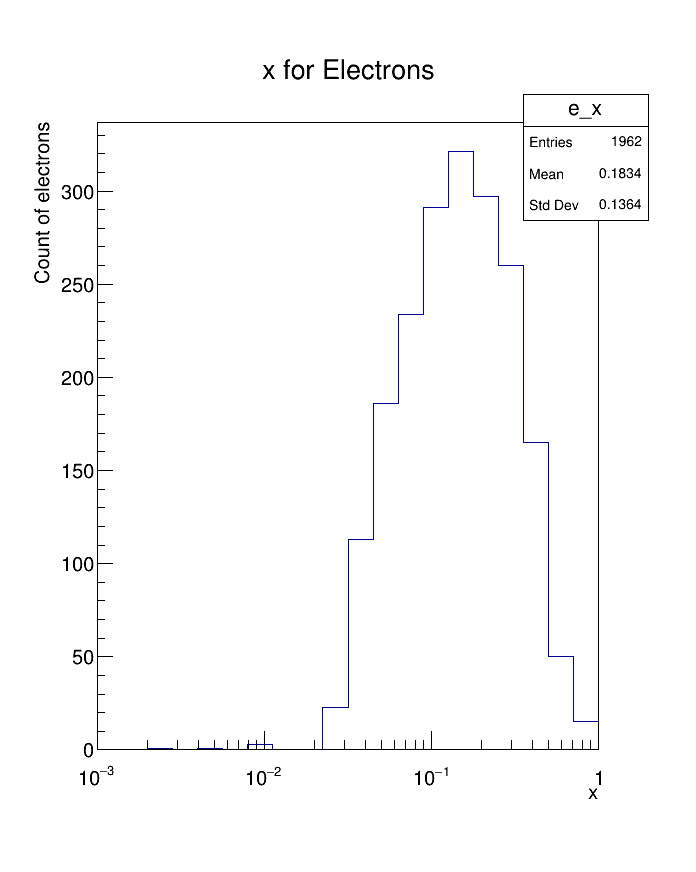 x for Electrons
e_x
Entries 1962
Mean 0.1834
Std Dev 0.1364
Count of electrons
300
250
200
150
100
50
0
10⁻³ 10⁻² 10⁻¹ 1
x